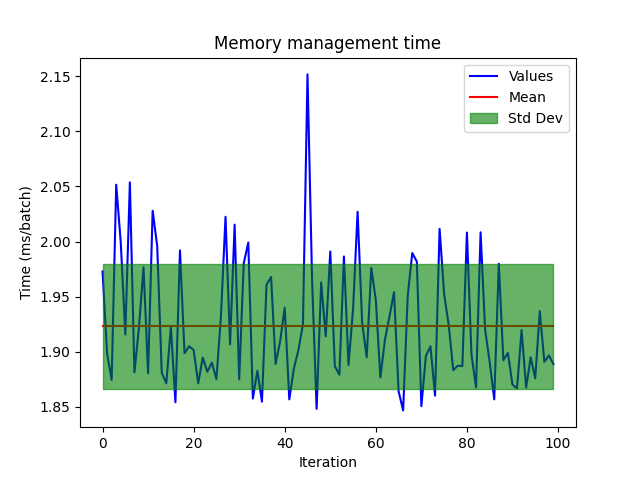 Memory management time
Values
Mean
Std Dev
Time (ms/batch)
2.15
2.10
2.05
2.00
1.95
1.90
1.85
0 20 40 60 80 100
Iteration